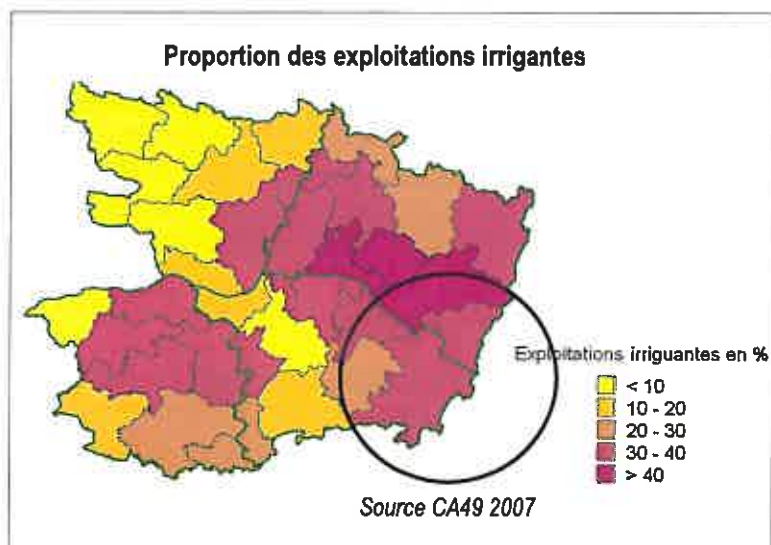 Proportion des exploitations irrigantes
Exploitations irriguantes en %
< 10
10 - 20
20 - 30
30 - 40
> 40
Source CA49 2007